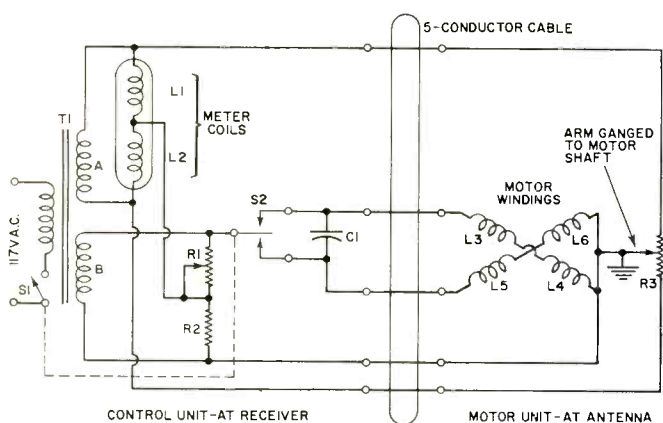 5-CONDUCTOR CABLE
L1
METER
COILS
T1
A
L2
ARM GANGED
TO MOTOR
SHAFT
MOTOR
WINDINGS
117 V.A.C.
S2
L3
L6
B
R1
C1
L5
L4
R3
S1
R2
CONTROL UNIT-AT RECEIVER
MOTOR UNIT-AT ANTENNA